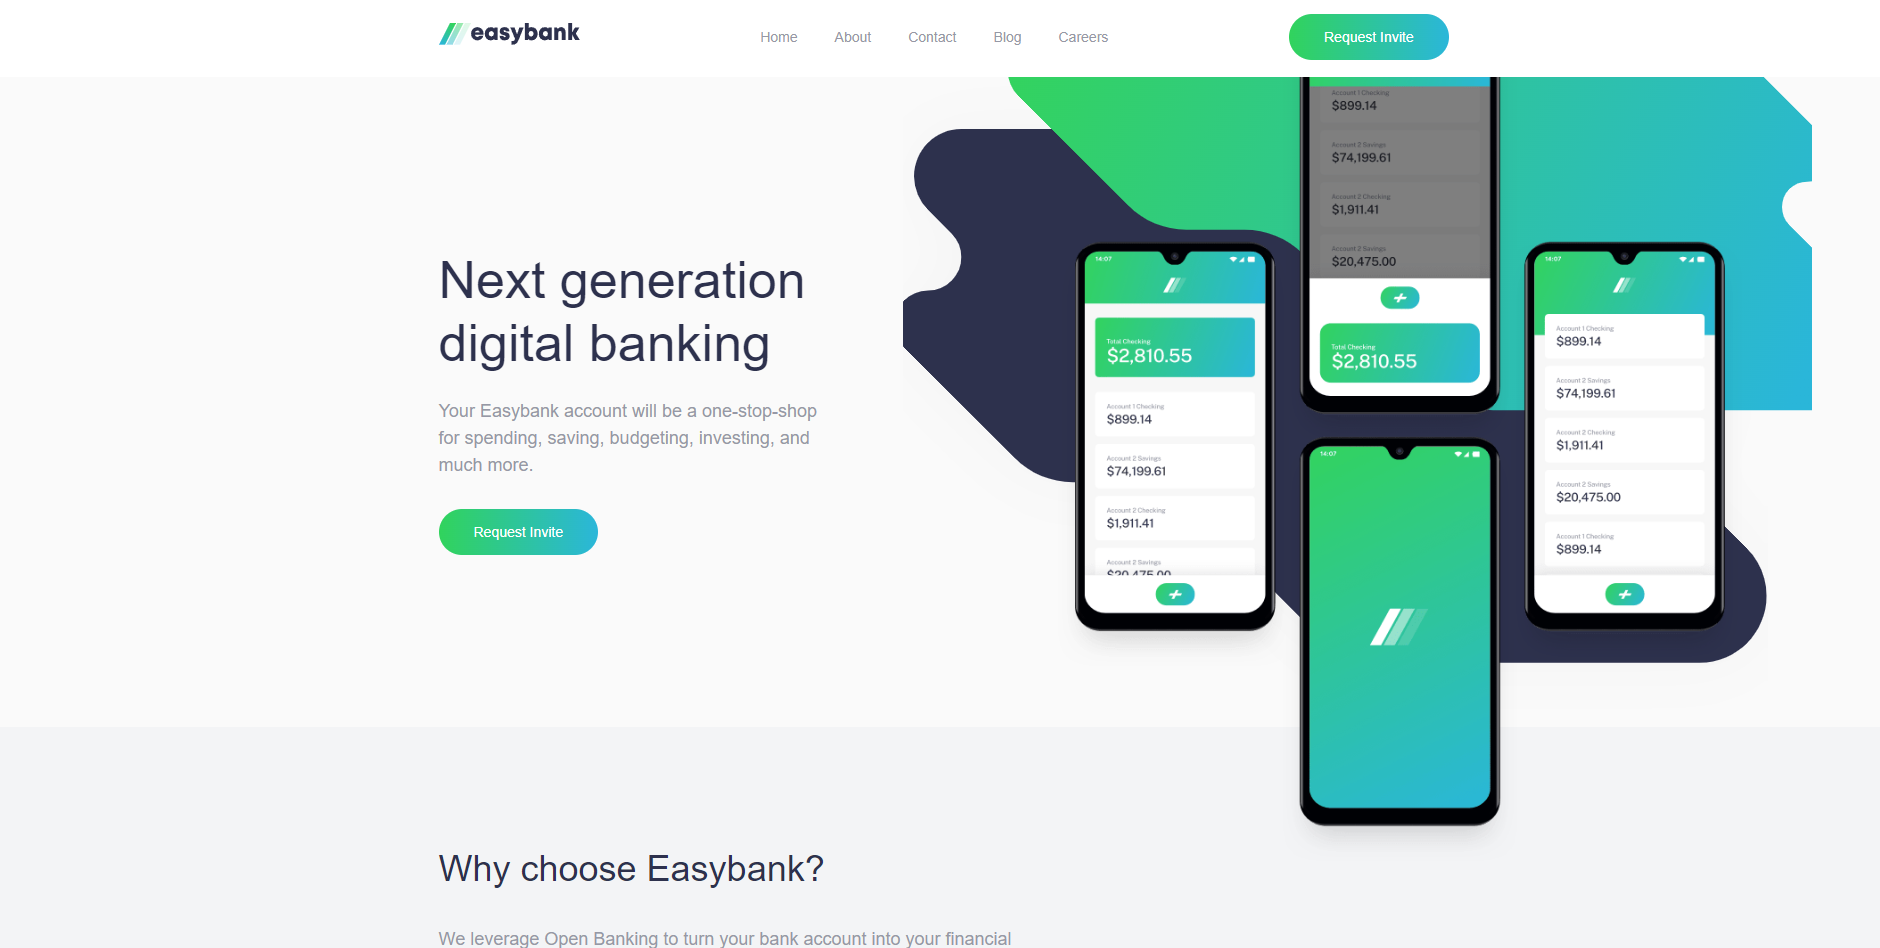 easybank
Home
About
Contact
Blog
Careers
Request Invite
Next generation
digital banking
Your Easybank account will be a one-stop-shop
for spending, saving, budgeting, investing, and
much more.
Request Invite
14:07
Total Checking
$2,810.55
Account 1 Checking
$899.14
Account 2 Savings
$74,199.61
Account 2 Checking
$1,911.41
Account 2 Savings
$20,475.00
Account 1 Checking
$899.14
Account 2 Savings
$74,199.61
Account 2 Checking
$1,911.41
Account 2 Savings
$20,475.00
Total Checking
$2,810.55
14:07
14:07
Account 1 Checking
$899.14
Account 2 Savings
$74,199.61
Account 2 Checking
$1,911.41
Account 2 Savings
$20,475.00
Account 1 Checking
$899.14
Why choose Easybank?
We leverage Open Banking to turn your bank account into your financial